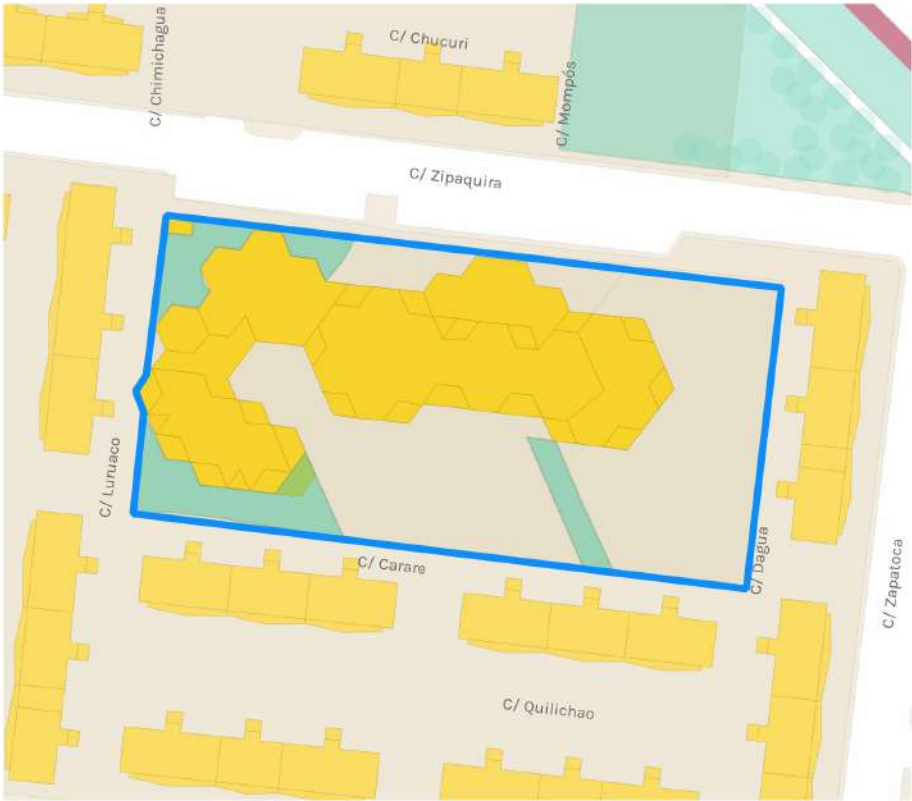 C/ Chimichagua
C/ Chucuri
C/ Mompós
C/ Zipaquira
C/ Luruaco
C/ Carare
C/ Dagua
C/ Zapatoca
C/ Quilichao